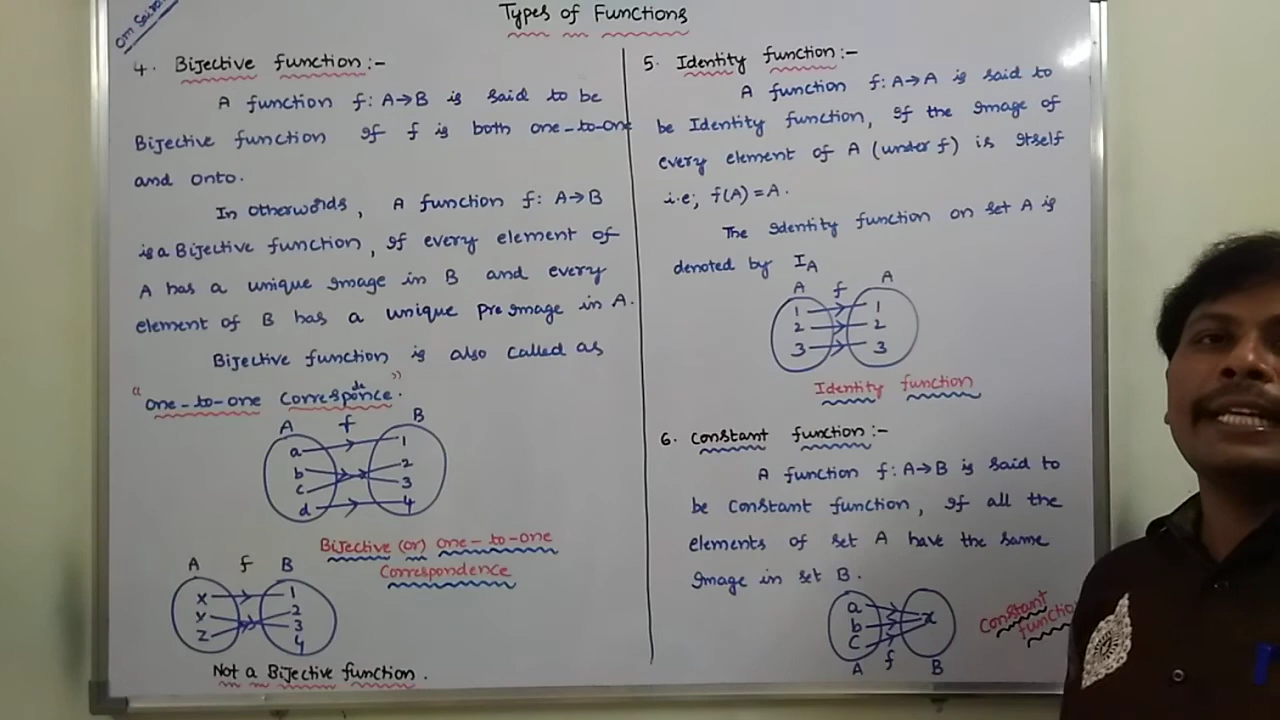 Om Sai Ra
Types of Functions
4. Bijective function :-
A function f: A→B is said to be
Bijective function If f is both one-to-one
and onto.
In Otherwords, A function f: A→B
is a Bijective function, If every element of
A has a unique Image in B and every
element of B has a unique pre Image in A.
Bijective function is also called as
"one-to-one Corresponde​nce".
A f B
a 1
b 2
c 3
d 4
Bijective (or) one-to-one
Correspondence
A f B
x 1
y 2
z 3
4
Not a Bijective function.
5. Identity function :-
A function f: A→A is said to
be Identity function, If the Image of
every element of A (under f) is Itself
i.e; f(A) = A.
The Identity function on set A is
denoted by I_A
A f A
1 1
2 2
3 3
Identity function
6. Constant function :-
A function f: A→B is said to
be Constant function, If all the
elements of set A have the same
Image in set B.
a
b x
c
A f B
Constant
functio